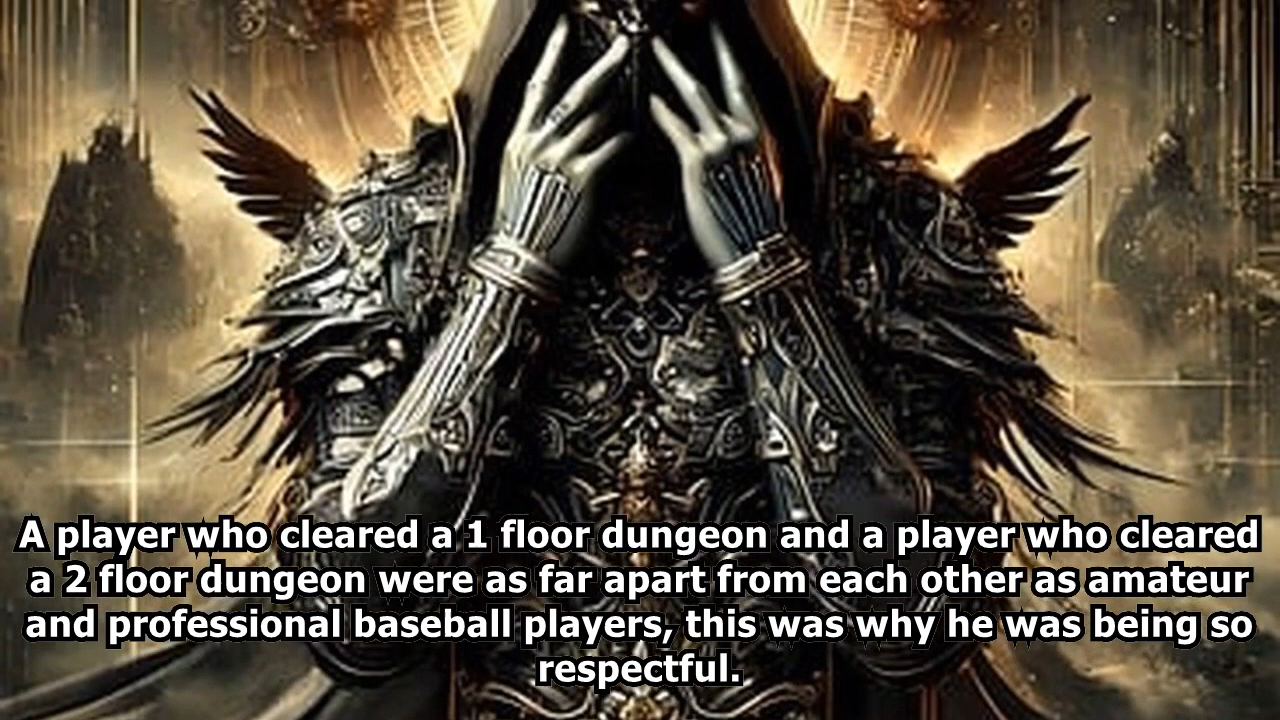 A player who cleared a 1 floor dungeon and a player who cleared
a 2 floor dungeon were as far apart from each other as amateur
and professional baseball players, this was why he was being so
respectful.